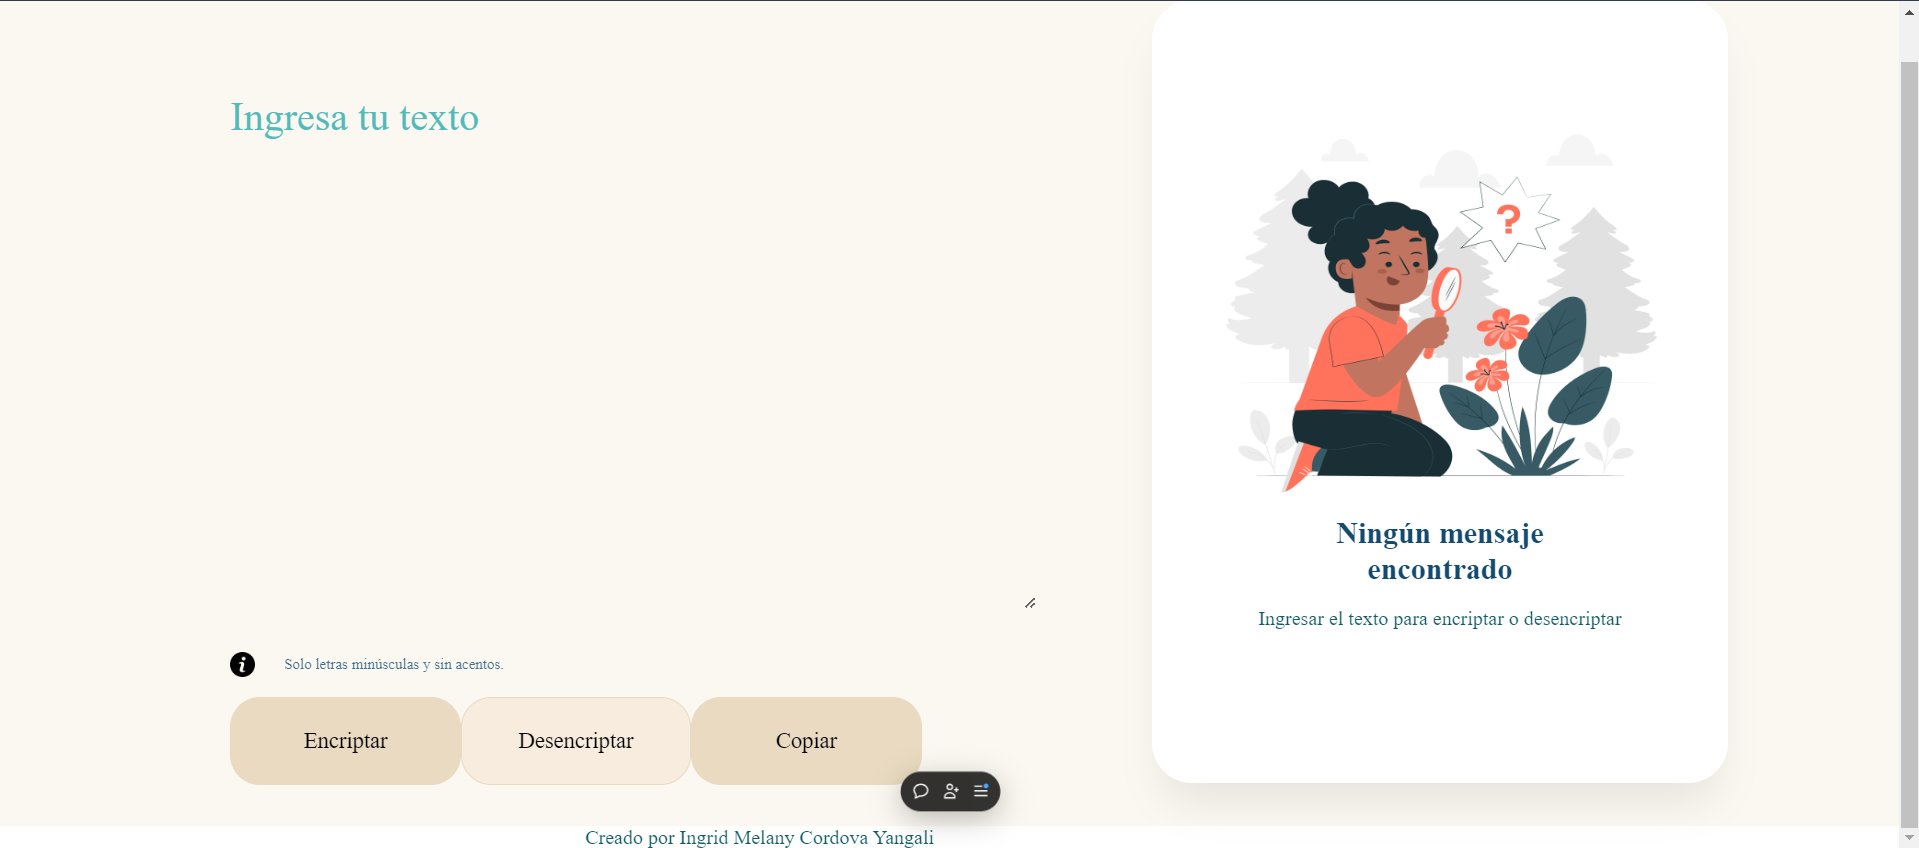 Ingresa tu texto
?
Ningún mensaje
encontrado
Ingresar el texto para encriptar o desencriptar
Solo letras minúsculas y sin acentos.
Encriptar
Desencriptar
Copiar
Creado por Ingrid Melany Cordova Yangali